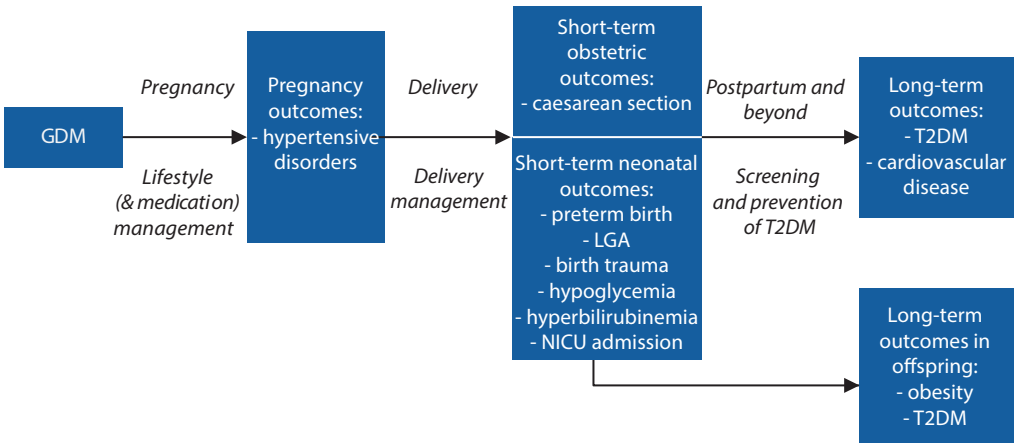 GDM
Pregnancy
Lifestyle
(& medication)
management
Pregnancy
outcomes:
- hypertensive
disorders
Delivery
Delivery
management
Short-term
obstetric
outcomes:
- caesarean section
Short-term neonatal
outcomes:
- preterm birth
- LGA
- birth trauma
- hypoglycemia
- hyperbilirubinemia
- NICU admission
Postpartum and
beyond
Screening
and prevention
of T2DM
Long-term
outcomes:
- T2DM
- cardiovascular
disease
Long-term
outcomes in
offspring:
- obesity
- T2DM